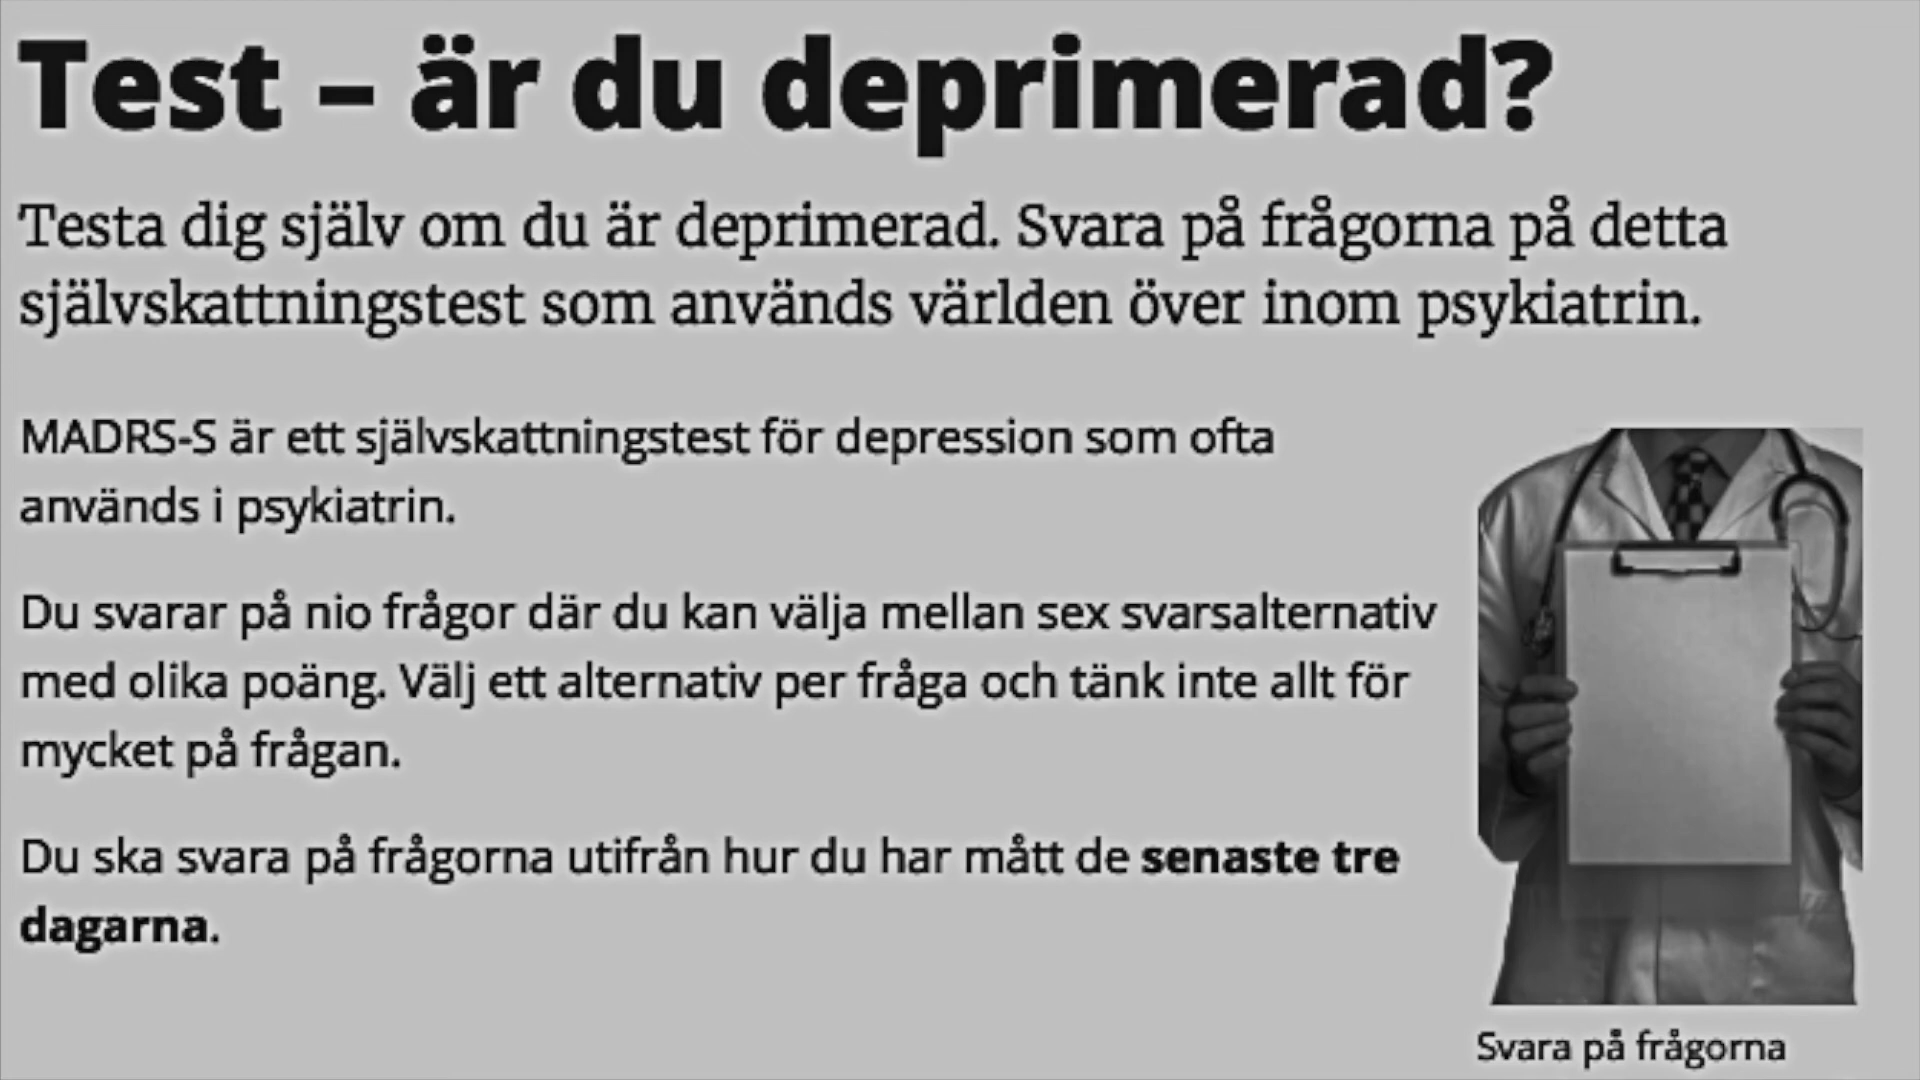 Test – är du deprimerad?
Testa dig själv om du är deprimerad. Svara på frågorna på detta
självskattningstest som används världen över inom psykiatrin.
MADRS-S är ett självskattningstest för depression som ofta
används i psykiatrin.
Du svarar på nio frågor där du kan välja mellan sex svarsalternativ
med olika poäng. Välj ett alternativ per fråga och tänk inte allt för
mycket på frågan.
Du ska svara på frågorna utifrån hur du har mått de senaste tre
dagarna.
Svara på frågorna